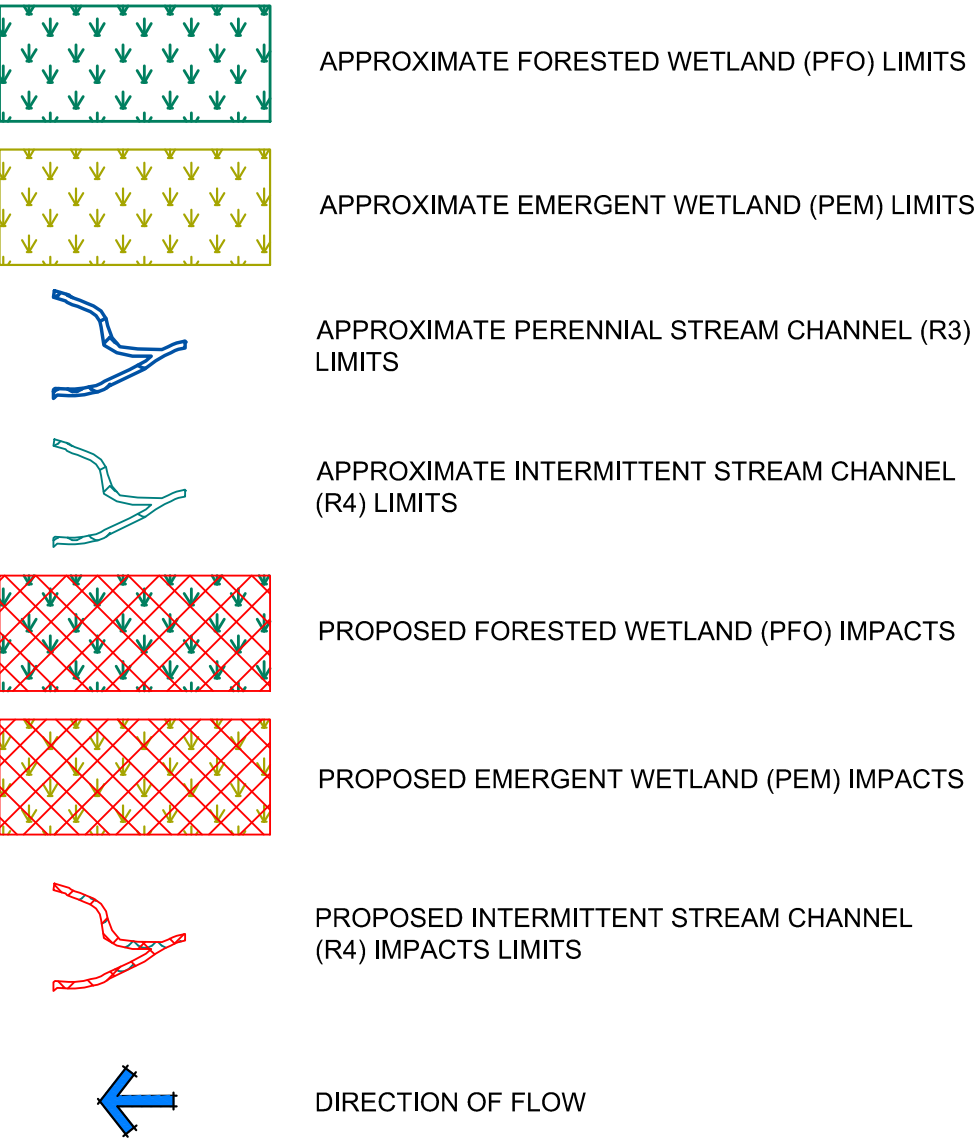 APPROXIMATE FORESTED WETLAND (PFO) LIMITS
APPROXIMATE EMERGENT WETLAND (PEM) LIMITS
APPROXIMATE PERENNIAL STREAM CHANNEL (R3)
LIMITS
APPROXIMATE INTERMITTENT STREAM CHANNEL
(R4) LIMITS
PROPOSED FORESTED WETLAND (PFO) IMPACTS
PROPOSED EMERGENT WETLAND (PEM) IMPACTS
PROPOSED INTERMITTENT STREAM CHANNEL
(R4) IMPACTS LIMITS
DIRECTION OF FLOW